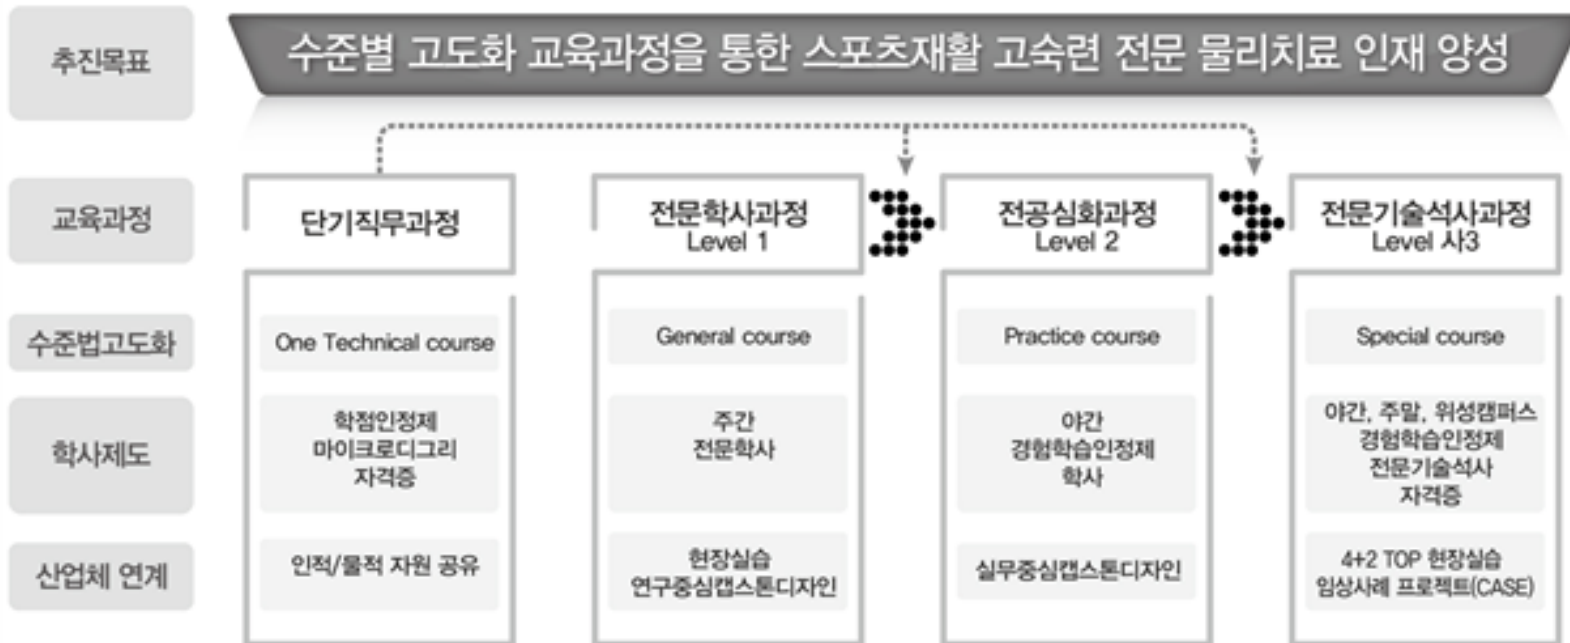 추진목표
수준별 고도화 교육과정을 통한 스포츠재활 고숙련 전문 물리치료 인재 양성
교육과정
단기직무과정
전문학사과정
Level 1
전공심화과정
Level 2
전문기술석사과정
Level 사3
수준법고도화
One Technical course
General course
Practice course
Special course
학사제도
학점인정제
마이크로디그리
자격증
주간
전문학사
야간
경험학습인정제
학사
야간, 주말, 위성캠퍼스
경험학습인정제
전문기술석사
자격증
산업체 연계
인적/물적 자원 공유
현장실습
연구중심캡스톤디자인
실무중심캡스톤디자인
4+2 TOP 현장실습
임상사례 프로젝트(CASE)